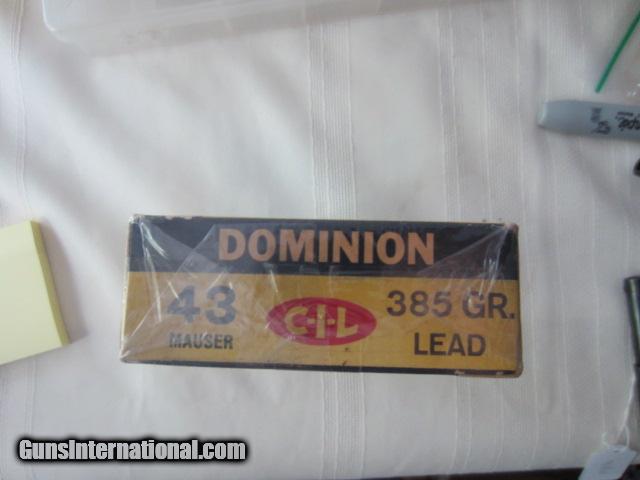 DOMINION
43 MAUSER
C-I-L
385 GR.
LEAD
GunsInternational.com